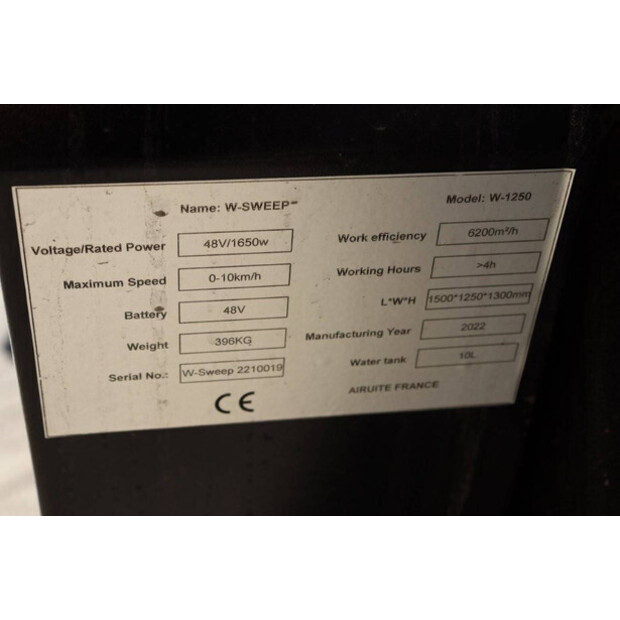 Name: W-SWEEP
Model: W-1250
Voltage/Rated Power 48V/1650w
Work efficiency 6200m²/h
Maximum Speed 0-10km/h
Working Hours >4h
Battery 48V
L*W*H 1500*1250*1300mm
Weight 396KG
Manufacturing Year 2022
Serial No.: W-Sweep 2210019
Water tank 10L
CE
AIRUITE FRANCE